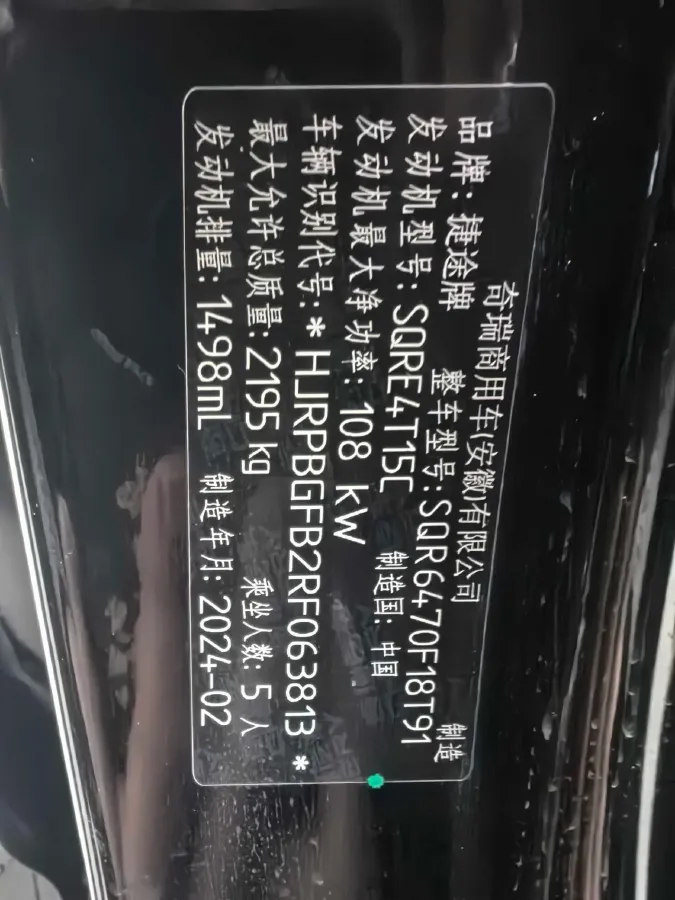 奇瑞商用车(安徽)有限公司 制造
品牌：捷途牌 整车型号：SQR6470F18T91
发动机型号：SQRE4T15C 制造国：中国
发动机最大净功率：108 kW
车辆识别代号：*HJRPBGFB2RF063813*
最大允许总质量：2195 kg 乘坐人数：5 人
发动机排量：1498mL 制造年月：2024-02